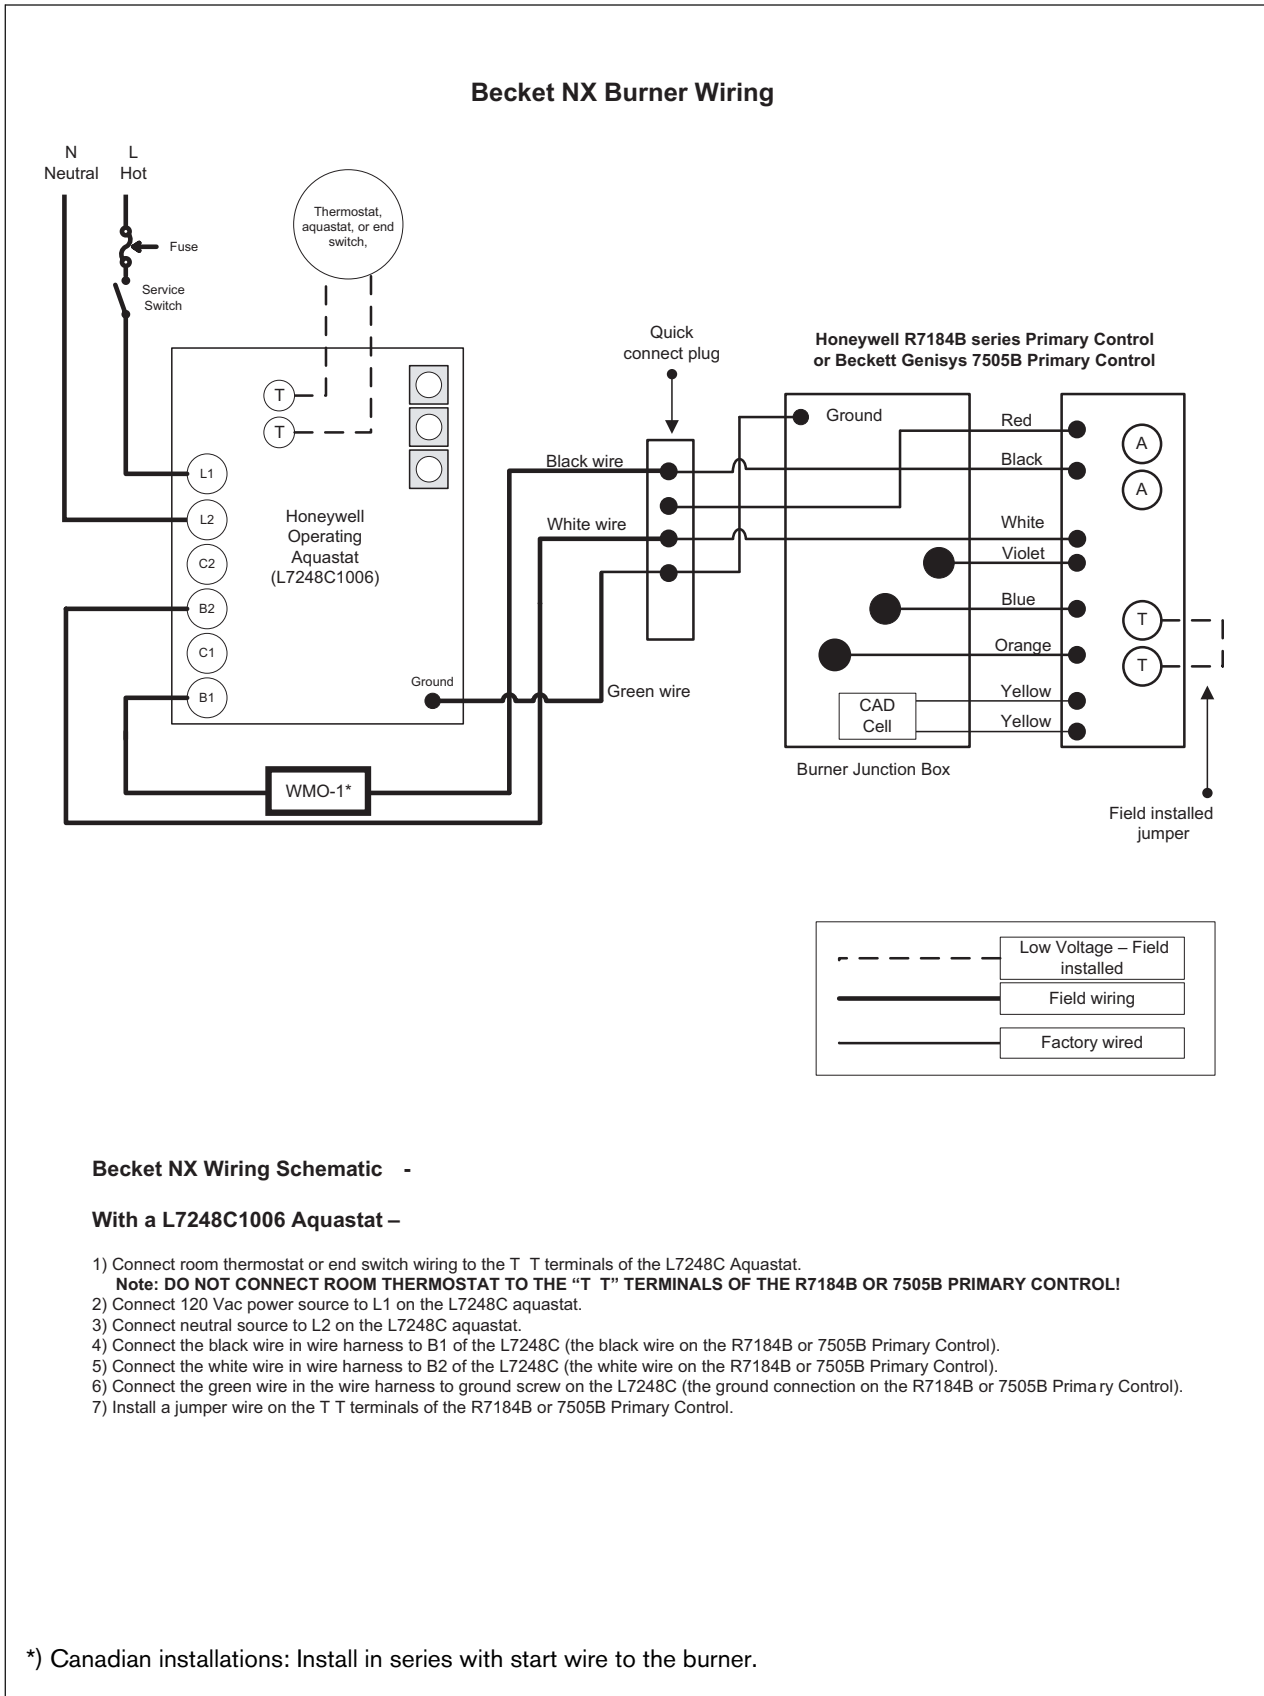 Becket NX Burner Wiring
N
Neutral
L
Hot
Fuse
Service
Switch
Thermostat,
aquastat, or end
switch,
T
T
L1
L2
C2
B2
C1
B1
Honeywell
Operating
Aquastat
(L7248C1006)
Ground
WMO-1*
Quick
connect plug
Black wire
White wire
Green wire
Honeywell R7184B series Primary Control
or Beckett Genisys 7505B Primary Control
Ground
Red
Black
White
Violet
Blue
Orange
Yellow
Yellow
CAD
Cell
Burner Junction Box
A
A
T
T
Field installed
jumper
Low Voltage – Field
installed
Field wiring
Factory wired
Becket NX Wiring Schematic -
With a L7248C1006 Aquastat –
1) Connect room thermostat or end switch wiring to the T T terminals of the L7248C Aquastat.
Note: DO NOT CONNECT ROOM THERMOSTAT TO THE “T T” TERMINALS OF THE R7184B OR 7505B PRIMARY CONTROL!
2) Connect 120 Vac power source to L1 on the L7248C aquastat.
3) Connect neutral source to L2 on the L7248C aquastat.
4) Connect the black wire in wire harness to B1 of the L7248C (the black wire on the R7184B or 7505B Primary Control).
5) Connect the white wire in wire harness to B2 of the L7248C (the white wire on the R7184B or 7505B Primary Control).
6) Connect the green wire in the wire harness to ground screw on the L7248C (the ground connection on the R7184B or 7505B Primary Control).
7) Install a jumper wire on the T T terminals of the R7184B or 7505B Primary Control.
*) Canadian installations: Install in series with start wire to the burner.